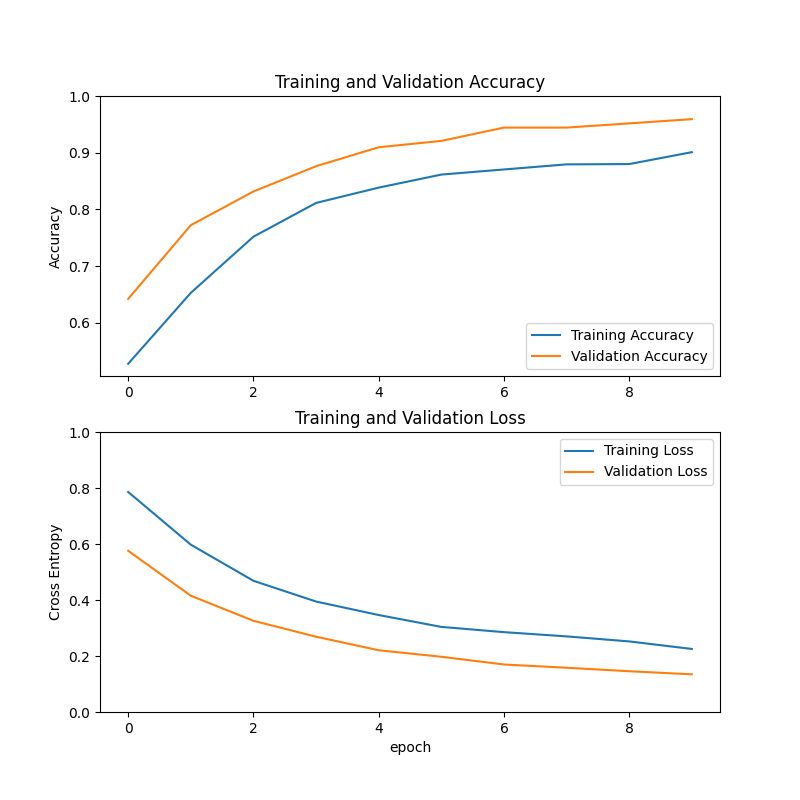 Training and Validation Accuracy
1.0
0.9
0.8
0.7
0.6
Accuracy
Training Accuracy
Validation Accuracy
0 2 4 6 8
Training and Validation Loss
1.0
0.8
0.6
0.4
0.2
0.0
Cross Entropy
Training Loss
Validation Loss
0 2 4 6 8
epoch